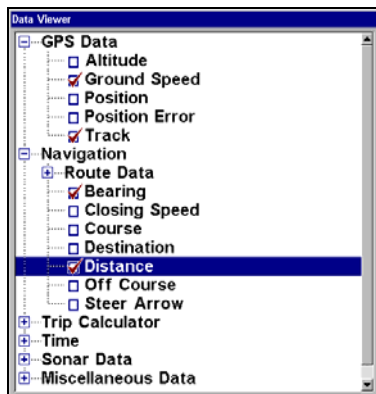 Data Viewer
GPS Data
Altitude
Ground Speed
Position
Position Error
Track
Navigation
Route Data
Bearing
Closing Speed
Course
Destination
Distance
Off Course
Steer Arrow
Trip Calculator
Time
Sonar Data
Miscellaneous Data